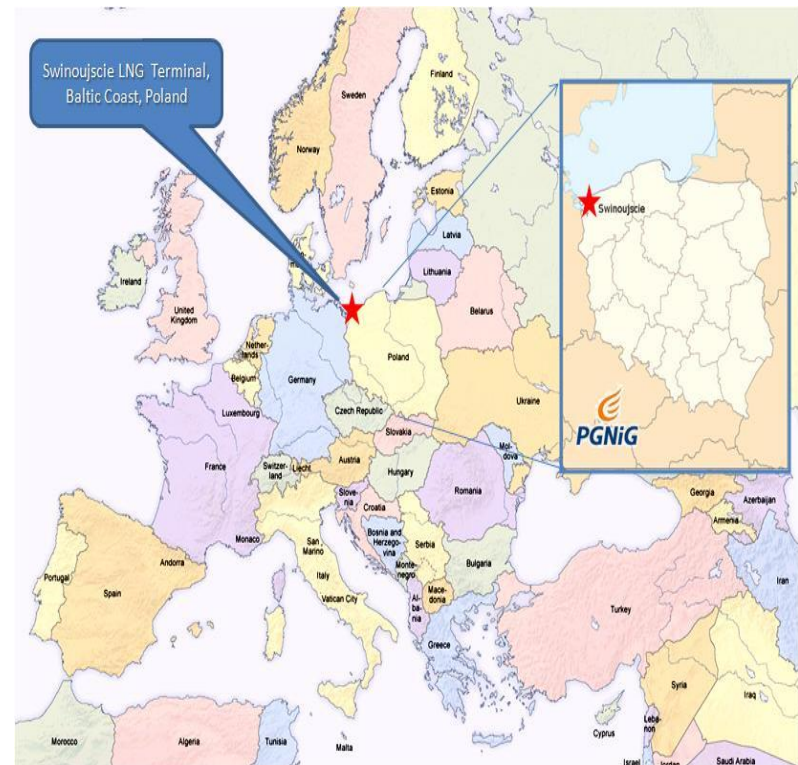 Swinoujscie LNG Terminal,
Baltic Coast, Poland
Finland
Sweden
Norway
Estonia
Latvia
Lithuania
Ireland
United
Kingdom
Belarus
Nether-
lands
Belgium
Germany
Poland
Luxembourg
Czech Republic
Ukraine
Slovakia
France
Switzer-
land
Liecht.
Austria
Hungary
Mol-
dova
Slove-
nia
Croatia
Romania
Monaco
San
Marino
Bosnia and
Herzego-
vina
Serbia
Portugal
Spain
Andorra
Italy
Vatican City
Monte-
negro
Bulgaria
Al-
ba-
nia
Mace-
donia
Greece
Turkey
Georgia
Armenia
Azerbaijan
Iran
Syria
Iraq
Cyprus
Leba-
non
Israel
Jordan
Saudi Arabia
Morocco
Algeria
Tunisia
Malta
Swinoujscie
PGNiG